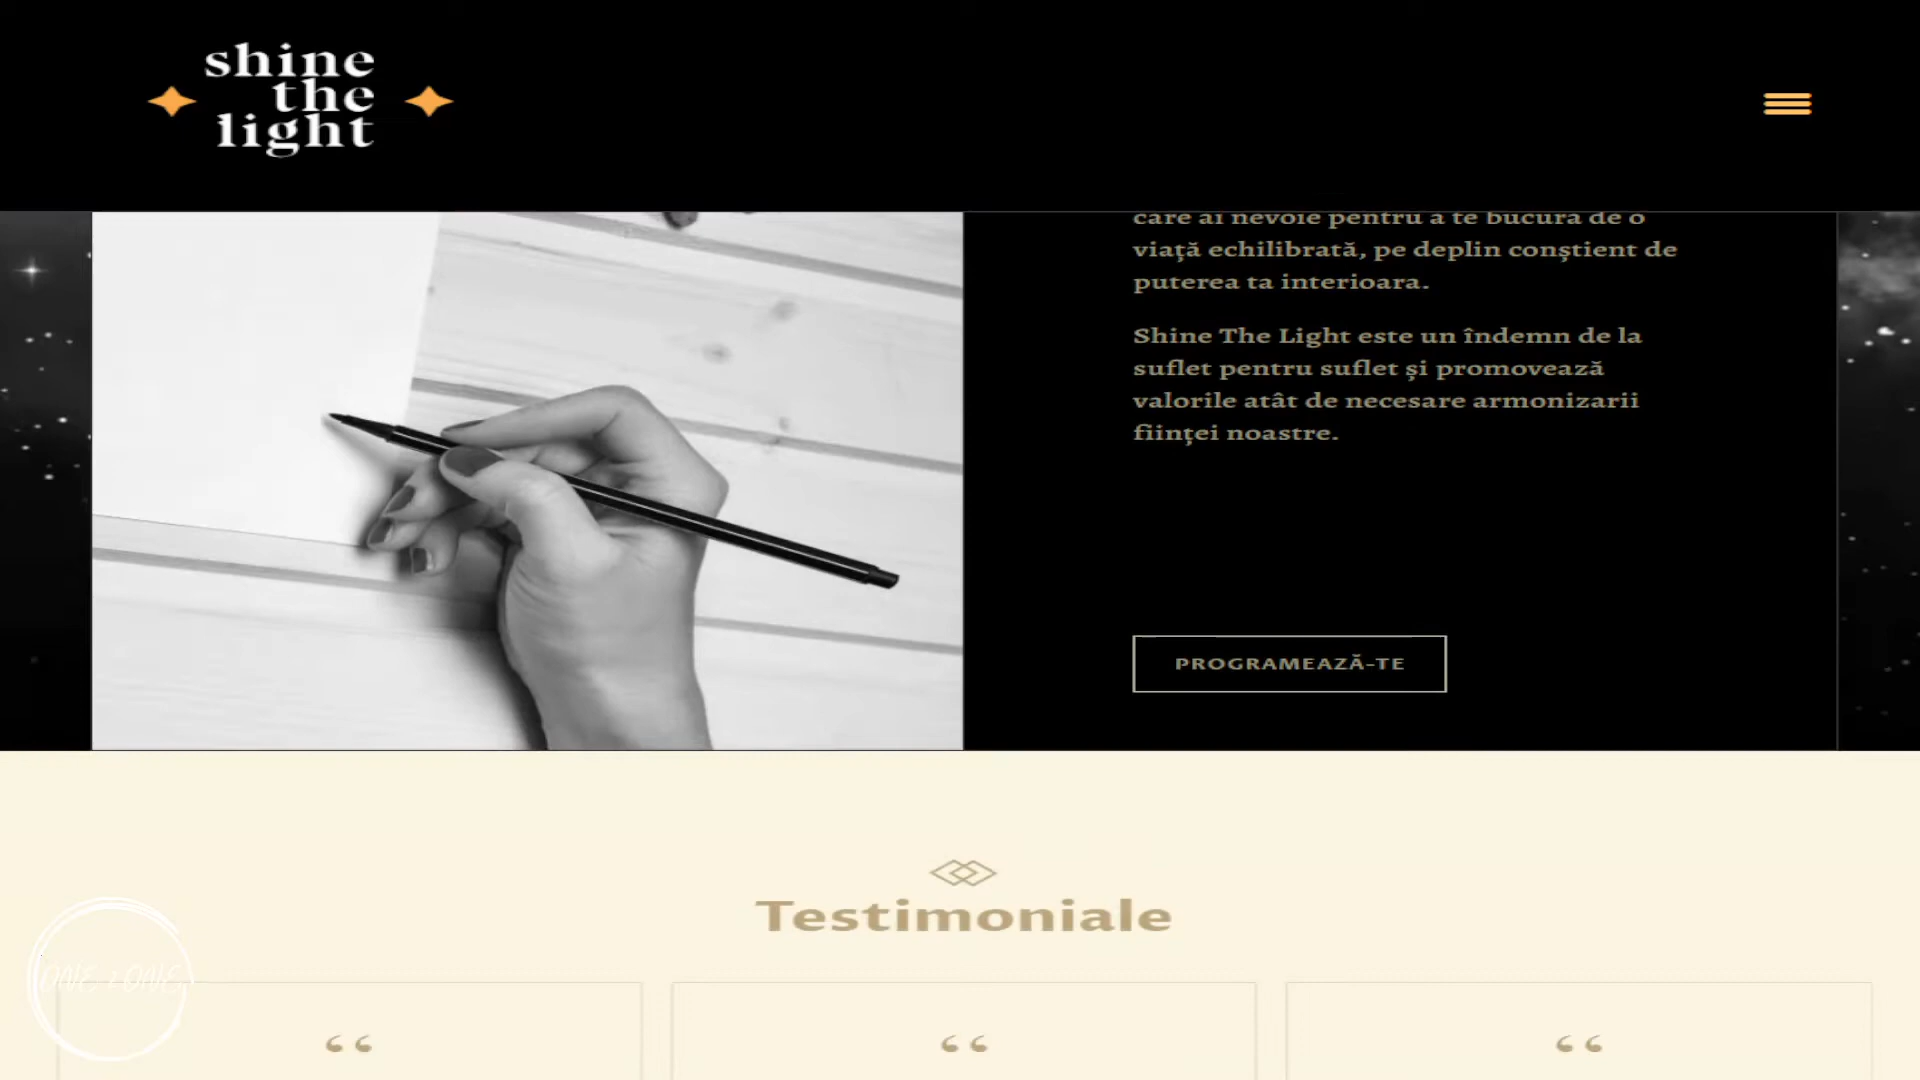 shine
the
light
care ai nevoie pentru a te bucura de o
viață echilibrată, pe deplin conștient de
puterea ta interioara.
Shine The Light este un îndemn de la
suflet pentru suflet și promovează
valorile atât de necesare armonizarii
ființei noastre.
PROGRAMEAZĂ-TE
Testimoniale
“ “ “